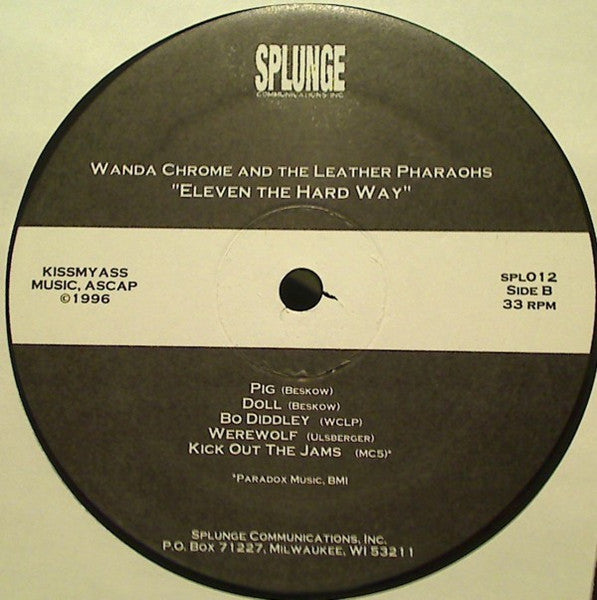 SPLUNGE
COMMUNICATIONS INC.
WANDA CHROME AND THE LEATHER PHARAOHS
"ELEVEN THE HARD WAY"
KISSMYASS
MUSIC, ASCAP
©1996
SPL012
SIDE B
33 RPM
PIG (BESKOW)
DOLL (BESKOW)
BO DIDDLEY (WCLP)
WEREWOLF (ULSBERGER)
KICK OUT THE JAMS (MC5)*
*PARADOX MUSIC, BMI
SPLUNGE COMMUNICATIONS, INC.
P.O. BOX 71227, MILWAUKEE, WI 53211